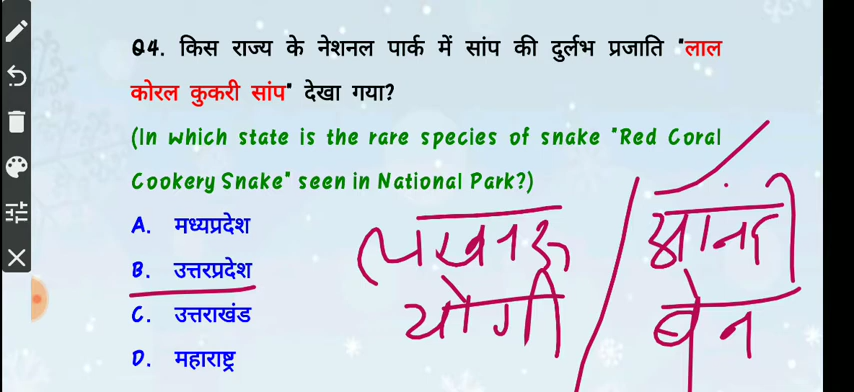 Q4. किस राज्य के नेशनल पार्क में सांप की दुर्लभ प्रजाति "लाल
कोरल कुकरी सांप" देखा गया?
(In which state is the rare species of snake "Red Coral
Cookery Snake" seen in National Park?)
A. मध्यप्रदेश
B. उत्तरप्रदेश
C. उत्तराखंड
D. महाराष्ट्र
लखनऊ
योगी
आनंदी
बेन